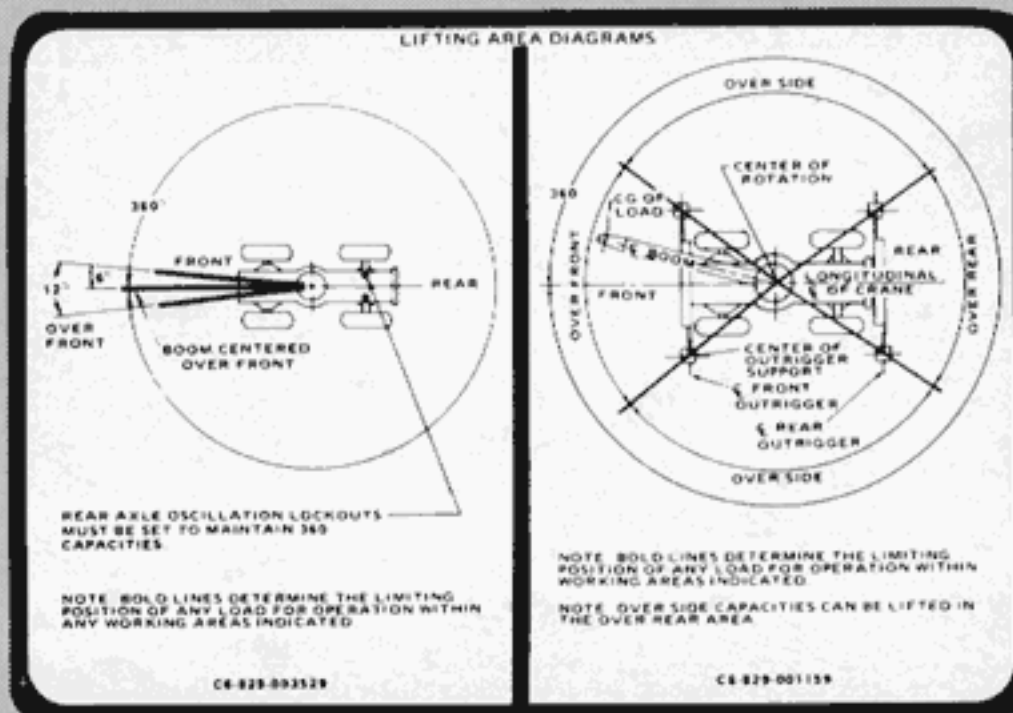 LIFTING AREA DIAGRAMS
360°
FRONT
12°
6°
REAR
OVER
FRONT
BOOM CENTERED
OVER FRONT
REAR AXLE OSCILLATION LOCKOUTS
MUST BE SET TO MAINTAIN 360
CAPACITIES.
NOTE BOLD LINES DETERMINE THE LIMITING
POSITION OF ANY LOAD FOR OPERATION WITHIN
ANY WORKING AREAS INDICATED
C6-829-003529
OVER SIDE
CENTER OF
ROTATION
360
CG OF
LOAD
℄ BOOM
REAR
OVER FRONT
FRONT
LONGITUDINAL
℄ OF CRANE
OVER REAR
CENTER OF
OUTRIGGER
SUPPORT
℄ FRONT
OUTRIGGER
℄ REAR
OUTRIGGER
OVER SIDE
NOTE BOLD LINES DETERMINE THE LIMITING
POSITION OF ANY LOAD FOR OPERATION WITHIN
WORKING AREAS INDICATED
NOTE OVER SIDE CAPACITIES CAN BE LIFTED IN
THE OVER REAR AREA
C6-829-001159